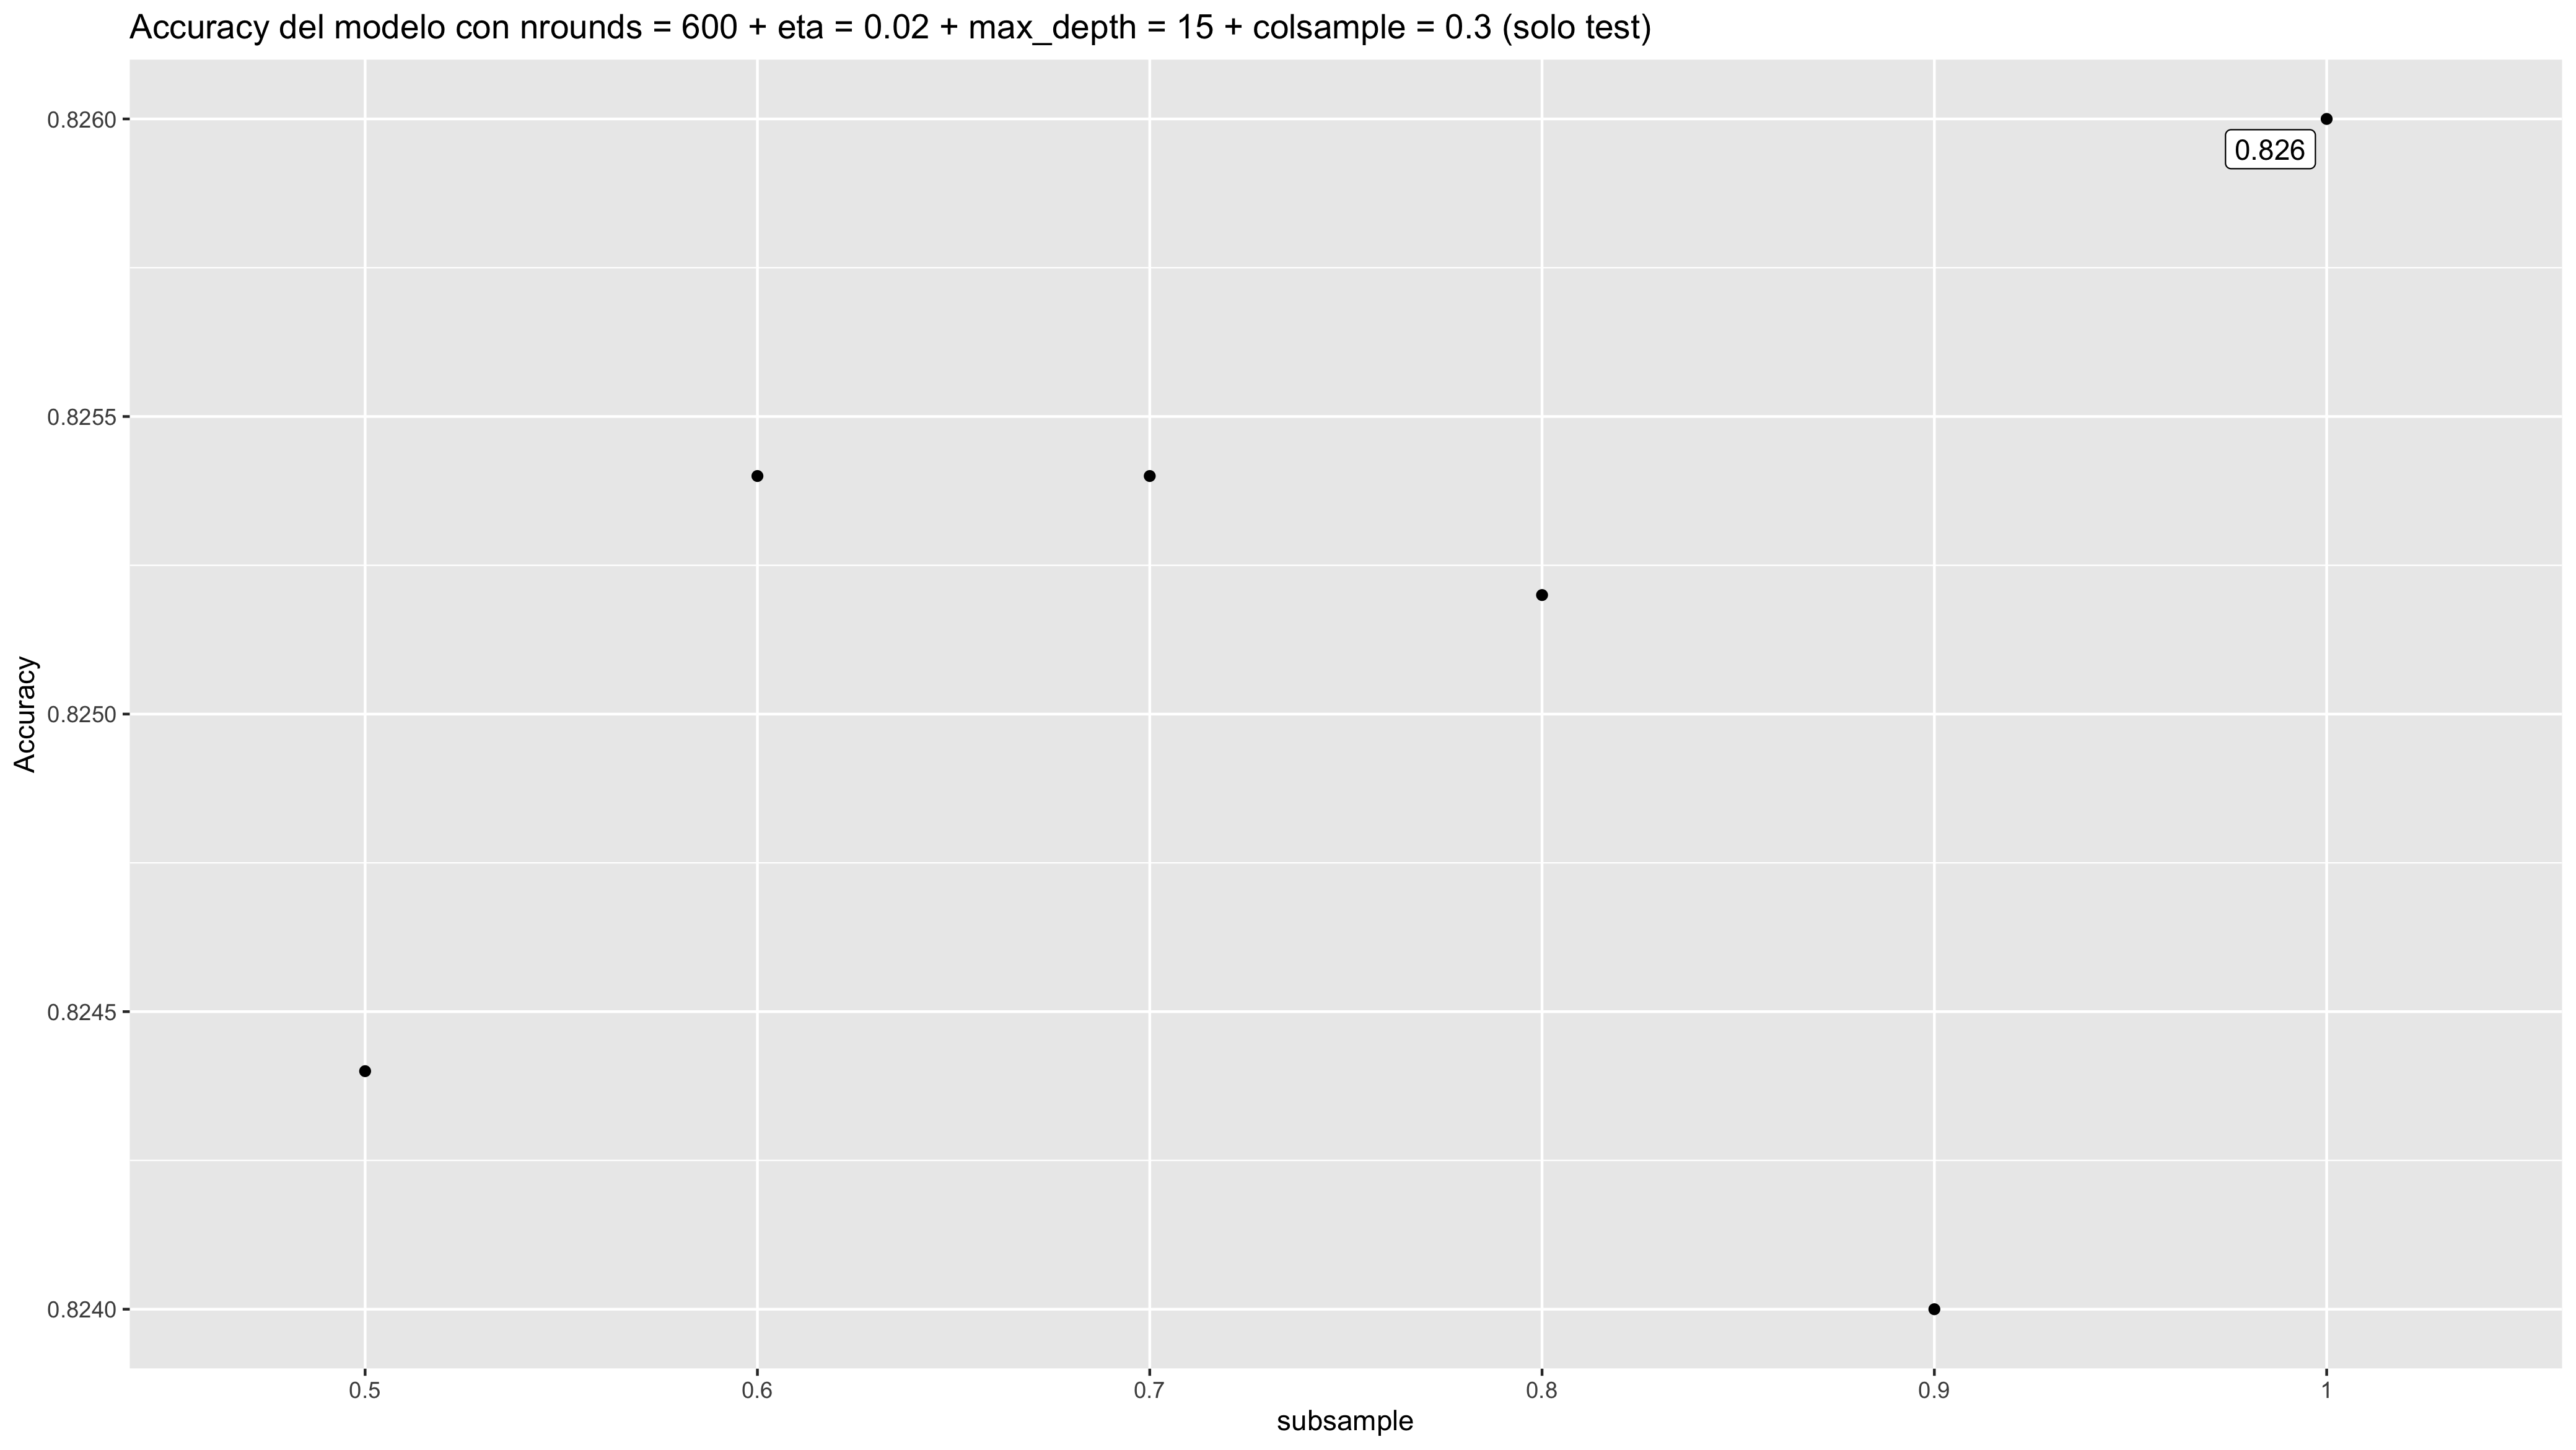 Accuracy del modelo con nrounds = 600 + eta = 0.02 + max_depth = 15 + colsample = 0.3 (solo test)
0.8260
0.826
0.8255
0.8250
Accuracy
0.8245
0.8240
0.5 0.6 0.7 0.8 0.9 1
subsample